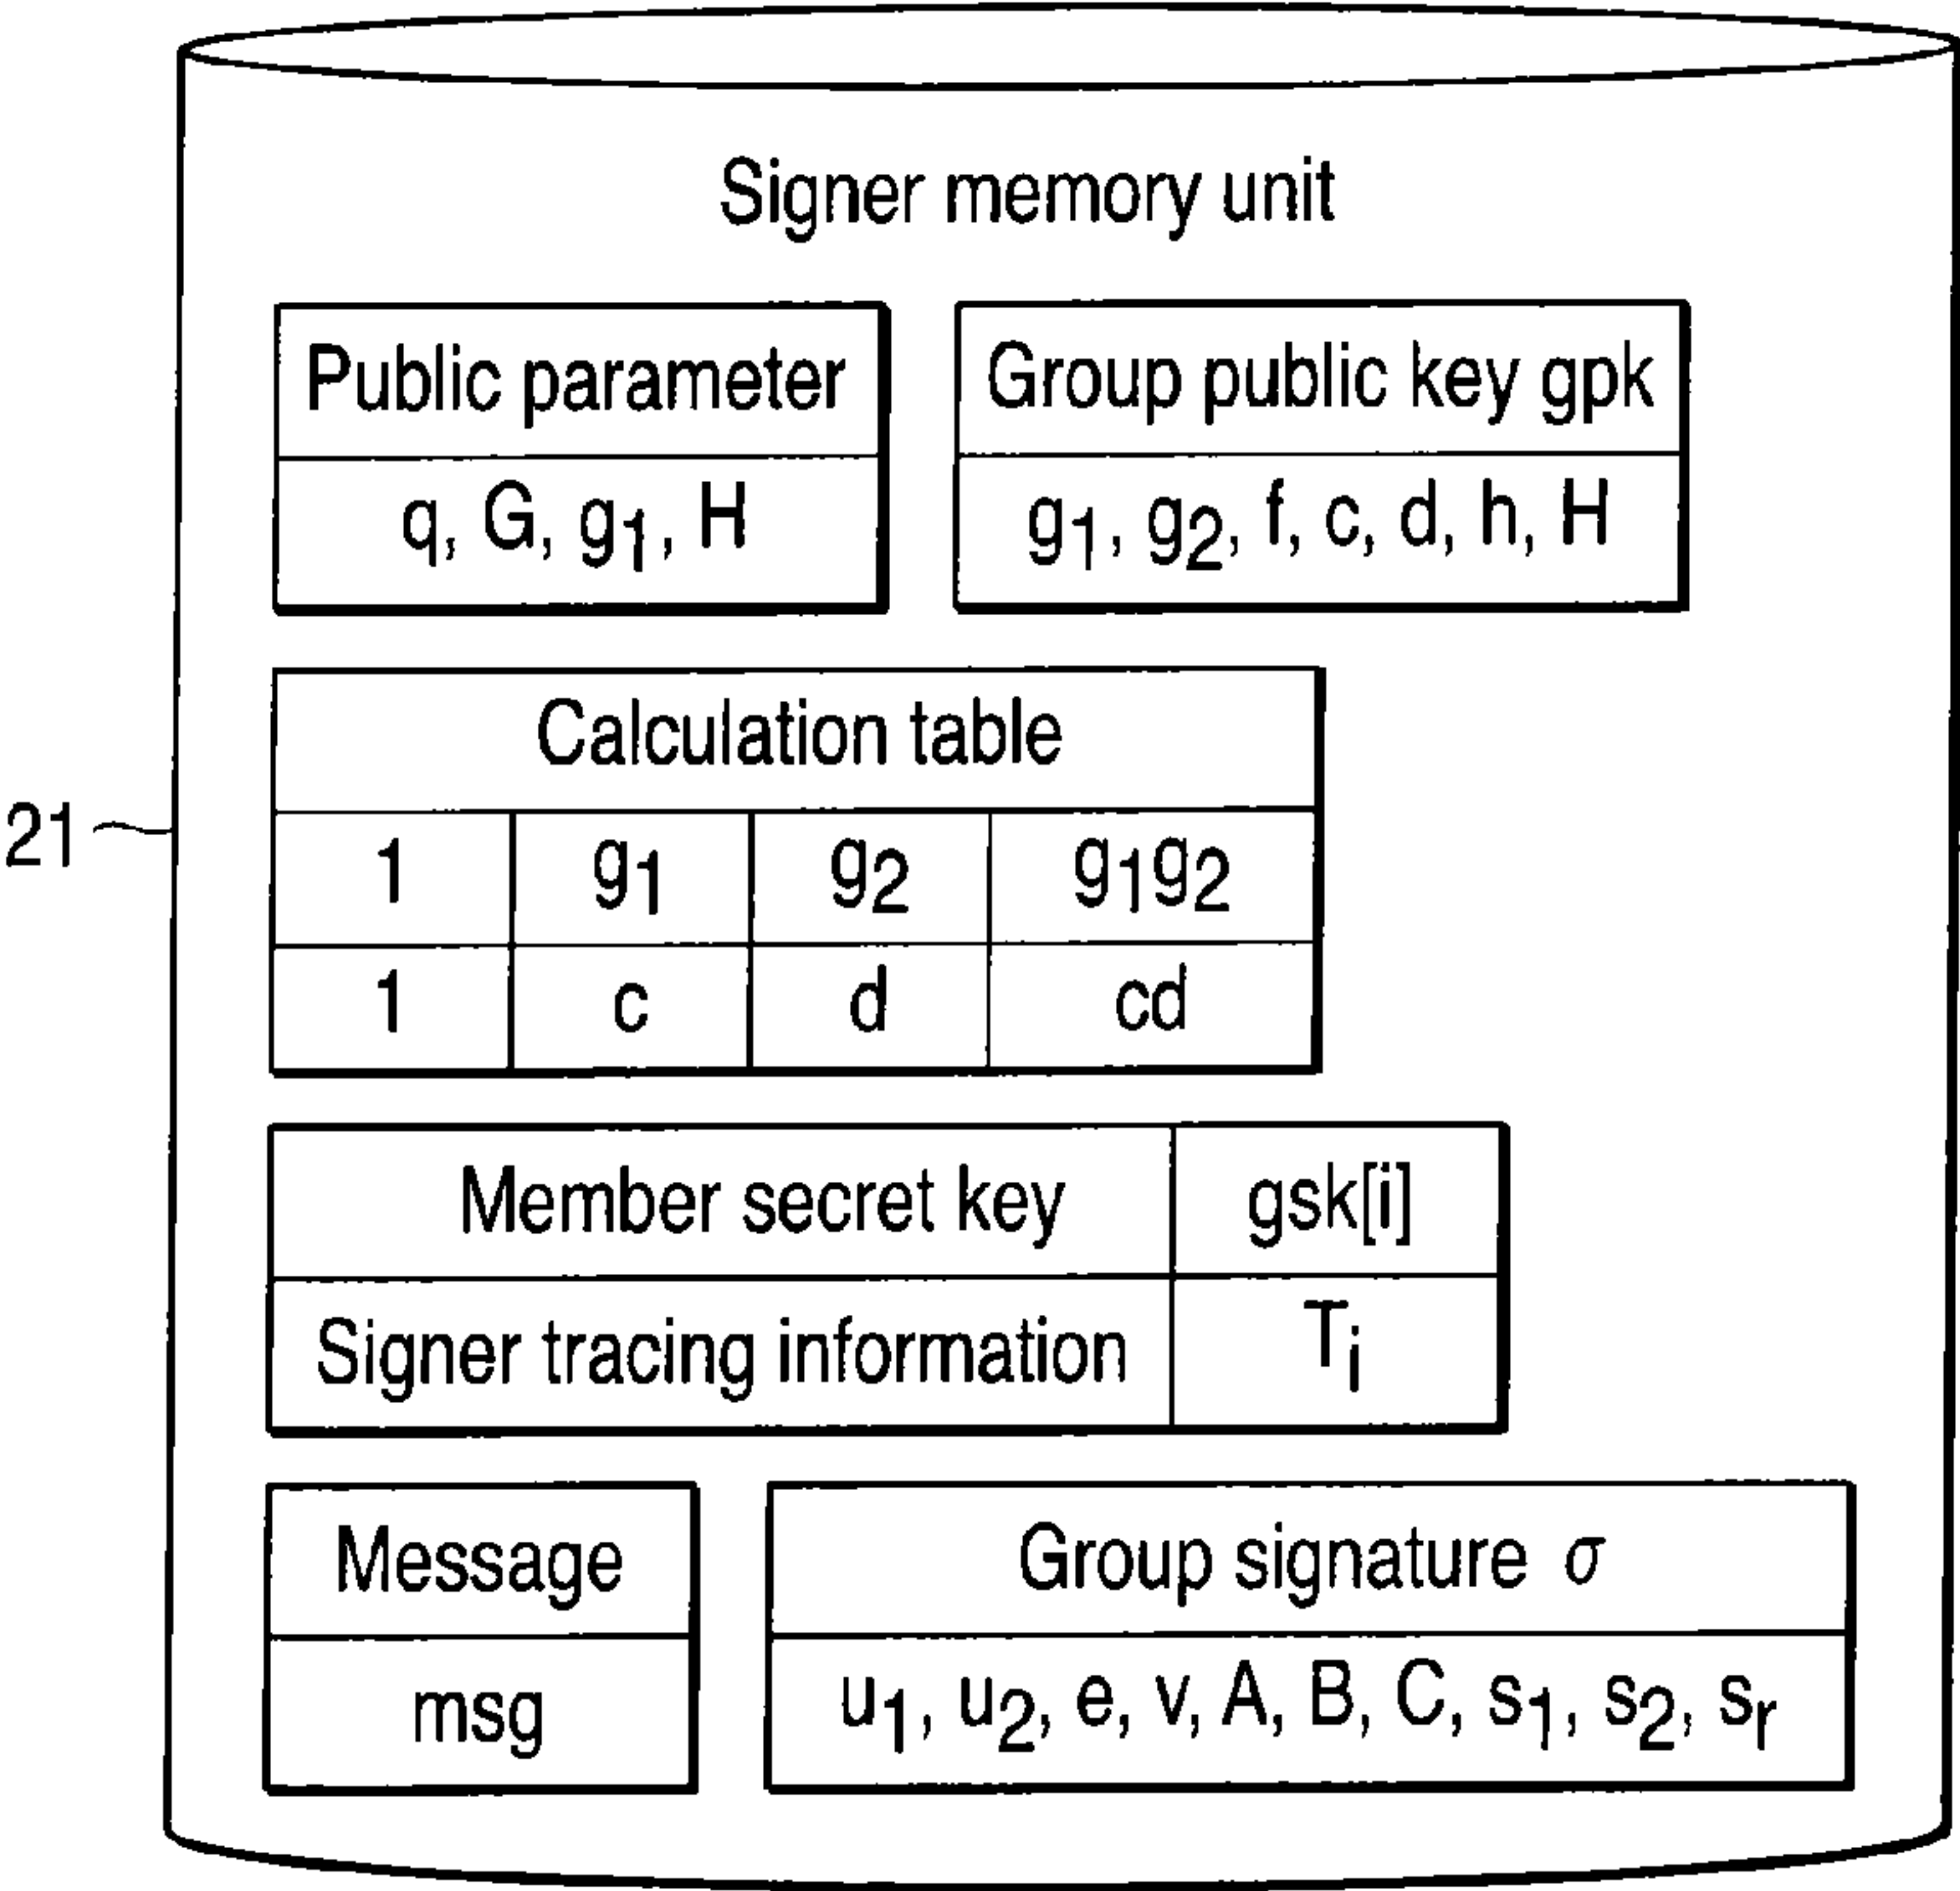 Signer memory unit
Public parameter
q, G, g1, H
Group public key gpk
g1, g2, f, c, d, h, H
Calculation table
1 g1 g2 g1g2
1 c d cd
21
Member secret key gsk[i]
Signer tracing information Ti
Message
msg
Group signature σ
u1, u2, e, v, A, B, C, s1, s2, sr